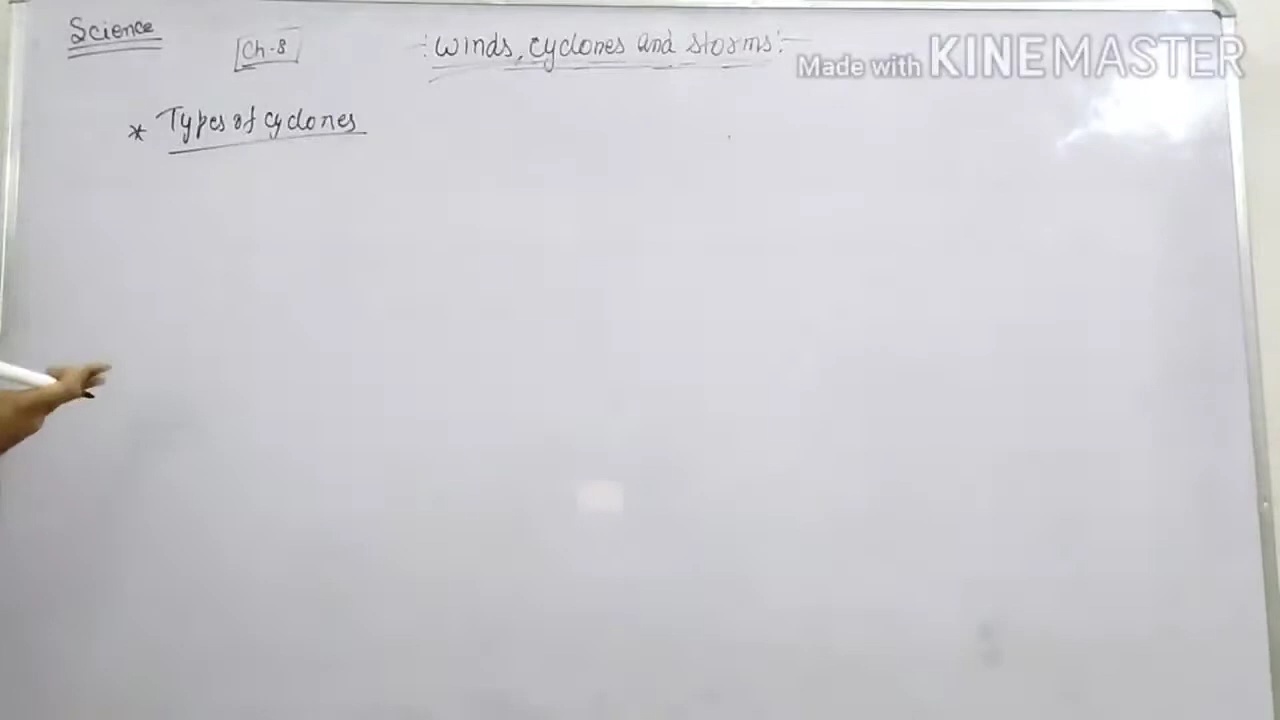 Science
Ch-8
-: Winds, cyclones and storms :-
Made with KINEMASTER
* Types of cyclones